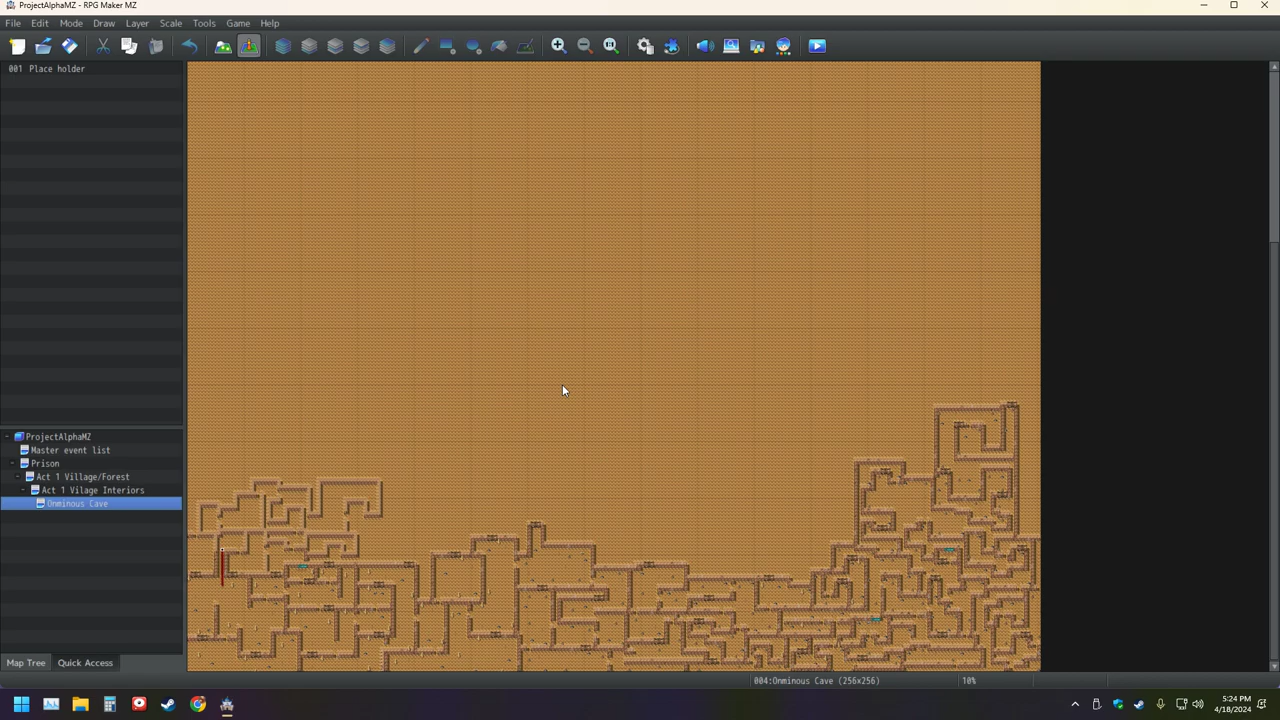 ProjectAlphaMZ - RPG Maker MZ
File Edit Mode Draw Layer Scale Tools Game Help
001 Place holder
ProjectAlphaMZ
Master event list
Prison
Act 1 Village/Forest
Act 1 Vilage Interiors
Onminous Cave
Map Tree Quick Access
004:Onminous Cave (256x256) 10%
5:24 PM
4/18/2024